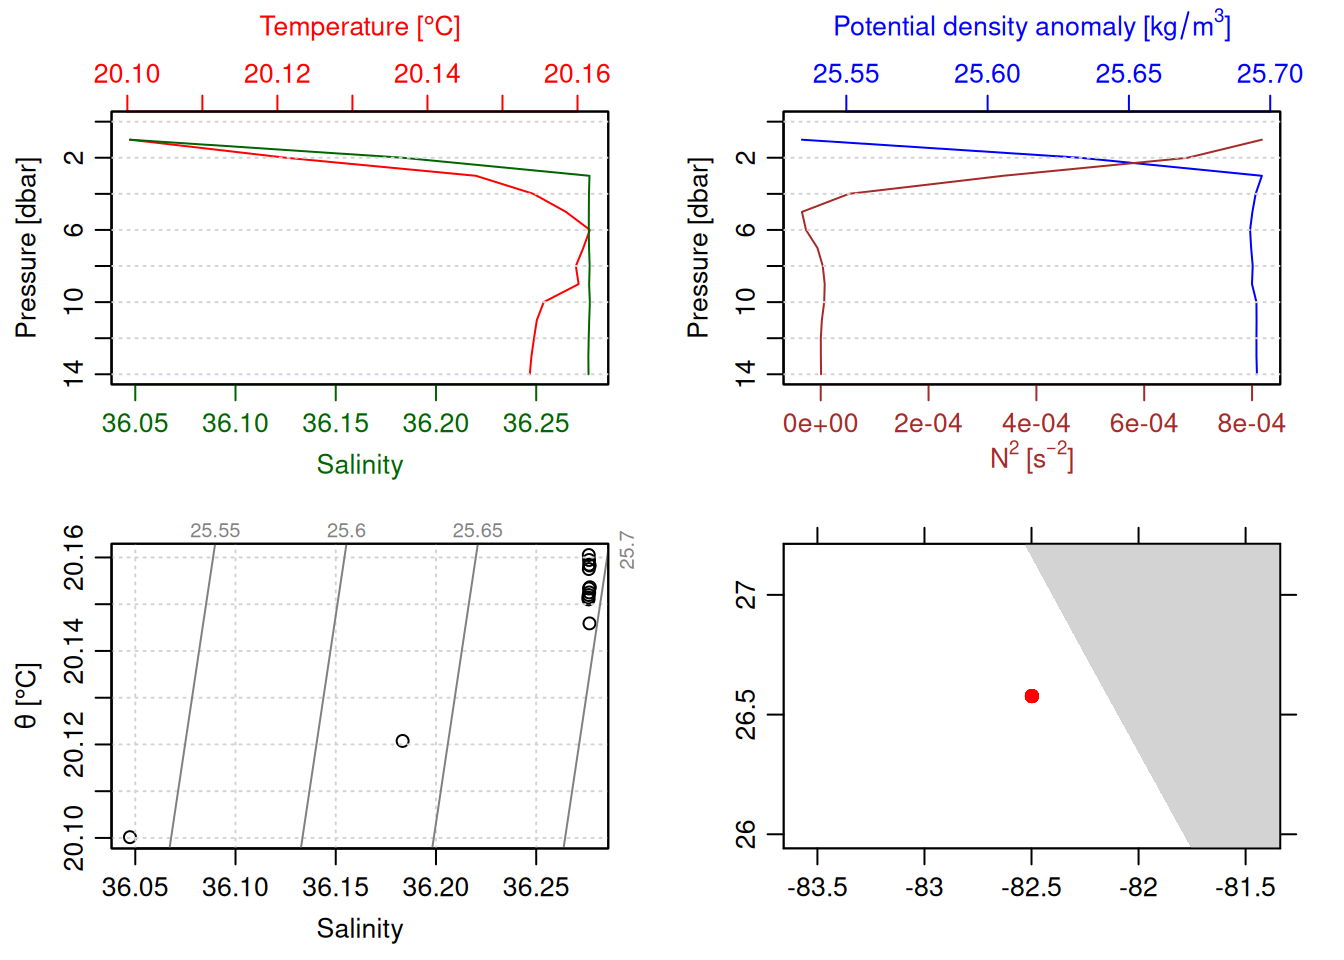 Temperature [°C]
20.10 20.12 20.14 20.16
Pressure [dbar]
2 6 10 14
36.05 36.10 36.15 36.20 36.25
Salinity
Potential density anomaly [kg/m³]
25.55 25.60 25.65 25.70
Pressure [dbar]
2 6 10 14
0e+00 2e-04 4e-04 6e-04 8e-04
N² [s⁻²]
25.55 25.6 25.65 25.7
θ [°C]
20.16 20.14 20.12 20.10
36.05 36.10 36.15 36.20 36.25
Salinity
27 26.5 26
-83.5 -83 -82.5 -82 -81.5